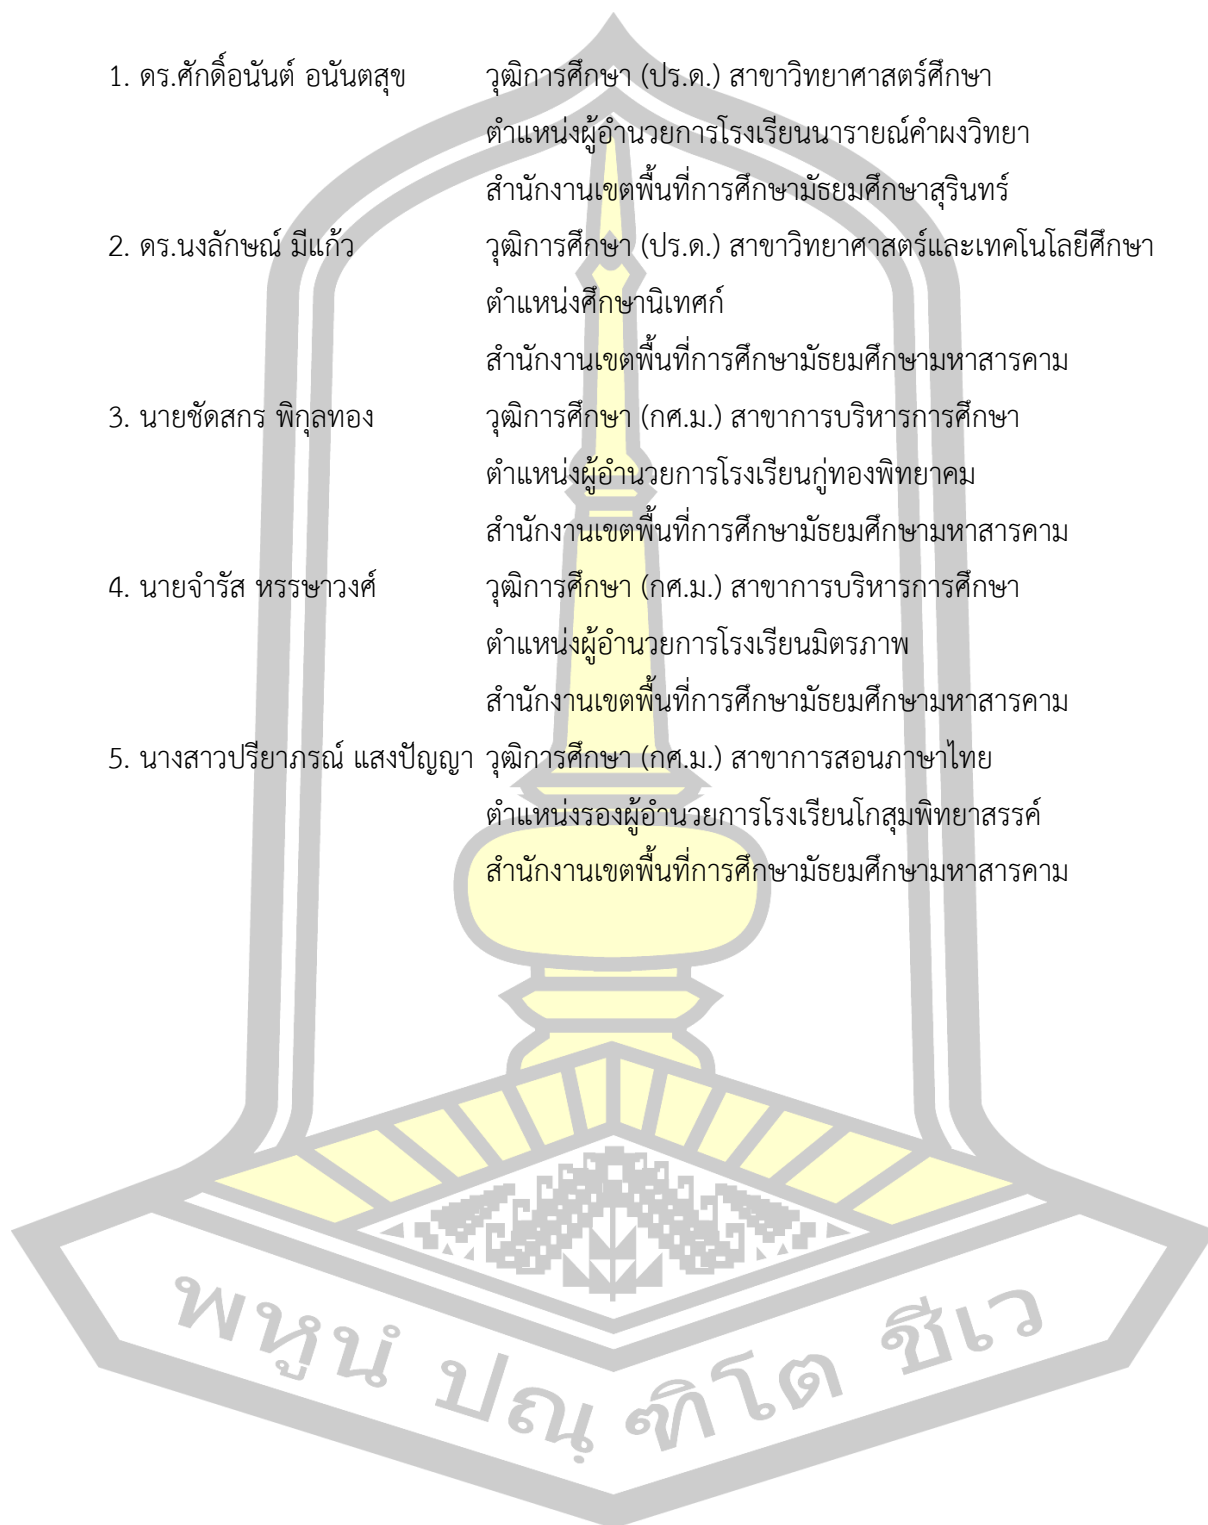 1. ดร.ศักดิ์อนันต์ อนันตสุข วุฒิการศึกษา (ปร.ด.) สาขาวิทยาศาสตร์ศึกษา
ตำแหน่งผู้อำนวยการโรงเรียนนารายณ์คำผงวิทยา
สำนักงานเขตพื้นที่การศึกษามัธยมศึกษาสุรินทร์
2. ดร.นงลักษณ์ มีแก้ว วุฒิการศึกษา (ปร.ด.) สาขาวิทยาศาสตร์และเทคโนโลยีศึกษา
ตำแหน่งศึกษานิเทศก์
สำนักงานเขตพื้นที่การศึกษามัธยมศึกษามหาสารคาม
3. นายชัดสกร พิกุลทอง วุฒิการศึกษา (กศ.ม.) สาขาการบริหารการศึกษา
ตำแหน่งผู้อำนวยการโรงเรียนกู่ทองพิทยาคม
สำนักงานเขตพื้นที่การศึกษามัธยมศึกษามหาสารคาม
4. นายจำรัส หรรษาวงศ์ วุฒิการศึกษา (กศ.ม.) สาขาการบริหารการศึกษา
ตำแหน่งผู้อำนวยการโรงเรียนมิตรภาพ
สำนักงานเขตพื้นที่การศึกษามัธยมศึกษามหาสารคาม
5. นางสาวปรียาภรณ์ แสงปัญญา วุฒิการศึกษา (กศ.ม.) สาขาการสอนภาษาไทย
ตำแหน่งรองผู้อำนวยการโรงเรียนโกสุมพิทยาสรรค์
สำนักงานเขตพื้นที่การศึกษามัธยมศึกษามหาสารคาม
พหูนํ ปณฺฑิโต ชีเว